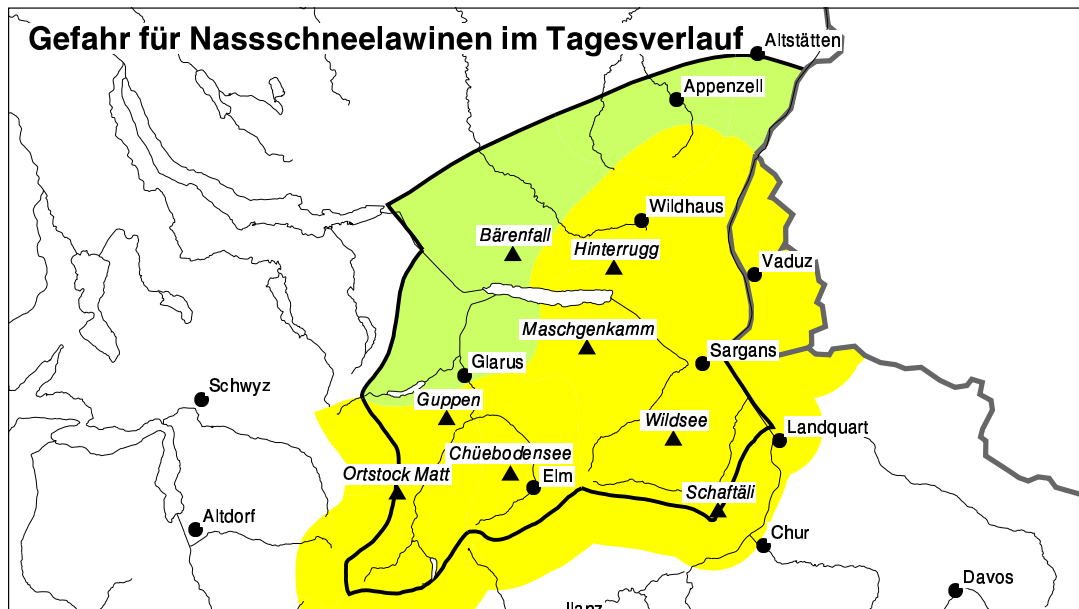 Gefahr für Nassschneelawinen im Tagesverlauf
Altstätten
Appenzell
Wildhaus
Bärenfall
Hinterrugg
Vaduz
Maschgenkamm
Sargans
Glarus
Schwyz
Guppen
Wildsee
Landquart
Chüebodensee
Ortstock Matt
Elm
Schaftäli
Altdorf
Chur
Davos
Ilanz